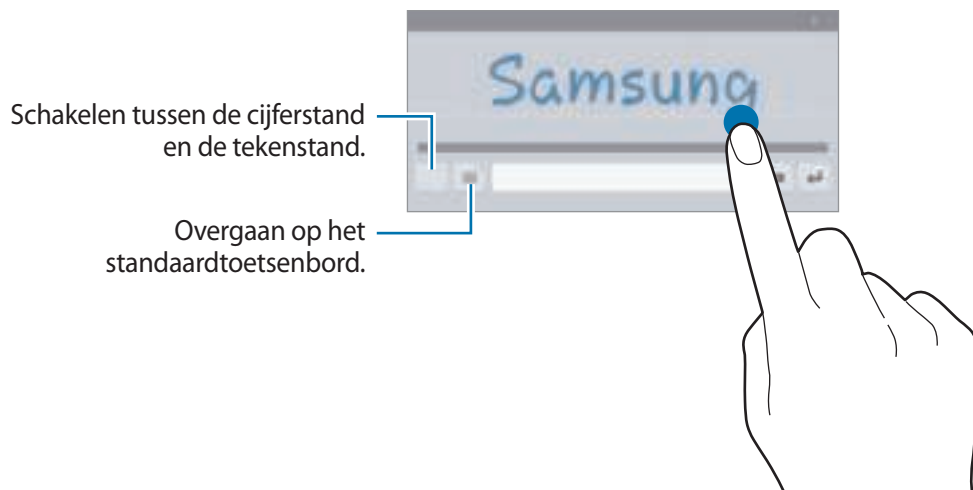 Samsung
Schakelen tussen de cijferstand
en de tekenstand.
Overgaan op het
standaardtoetsenbord.